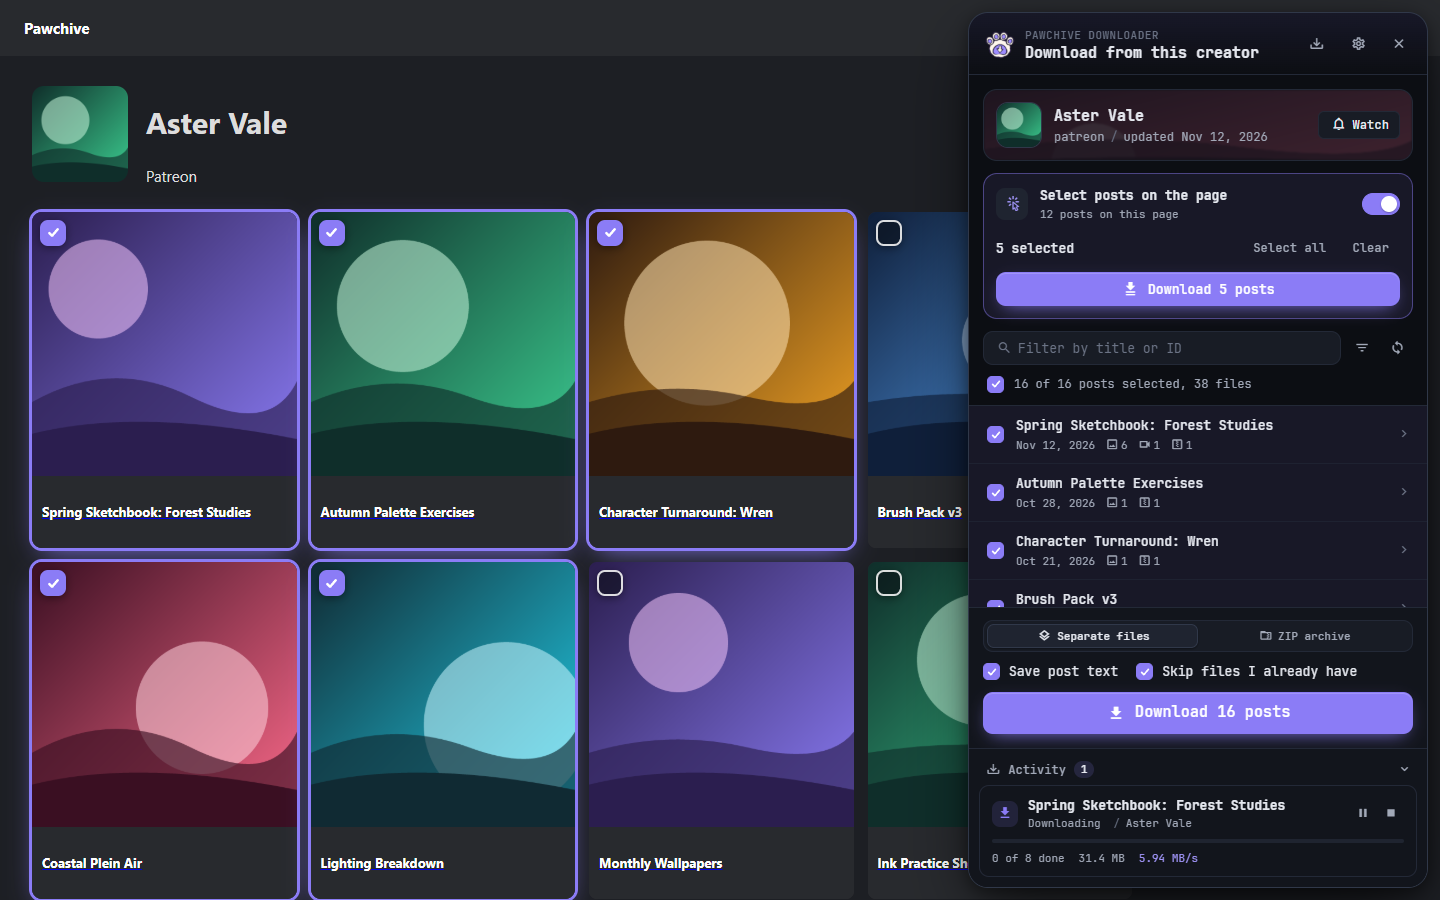 Pawchive
Aster Vale
Patreon
Spring Sketchbook: Forest Studies
Autumn Palette Exercises
Character Turnaround: Wren
Brush Pack v3
Coastal Plein Air
Lighting Breakdown
Monthly Wallpapers
Ink Practice Sh
PAWCHIVE DOWNLOADER
Download from this creator
Aster Vale
patreon / updated Nov 12, 2026
Watch
Select posts on the page
12 posts on this page
5 selected
Select all
Clear
Download 5 posts
Filter by title or ID
16 of 16 posts selected, 38 files
Spring Sketchbook: Forest Studies
Nov 12, 2026 6 1 1
Autumn Palette Exercises
Oct 28, 2026 1 1
Character Turnaround: Wren
Oct 21, 2026 1 1
Brush Pack v3
Separate files
ZIP archive
Save post text
Skip files I already have
Download 16 posts
Activity 1
Spring Sketchbook: Forest Studies
Downloading / Aster Vale
0 of 8 done 31.4 MB 5.94 MB/s